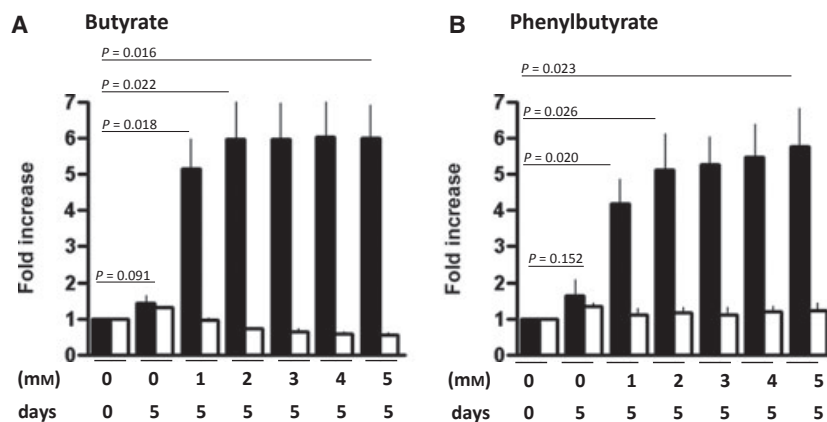 A Butyrate
P = 0.016
P = 0.022
P = 0.018
P = 0.091
Fold increase
7
6
5
4
3
2
1
0
(mM) 0 0 1 2 3 4 5
days 0 5 5 5 5 5 5
B Phenylbutyrate
P = 0.023
P = 0.026
P = 0.020
P = 0.152
Fold increase
7
6
5
4
3
2
1
0
(mM) 0 0 1 2 3 4 5
days 0 5 5 5 5 5 5